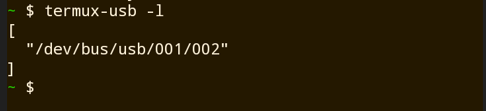 ~ $ termux-usb -l
[
  "/dev/bus/usb/001/002"
]
~ $